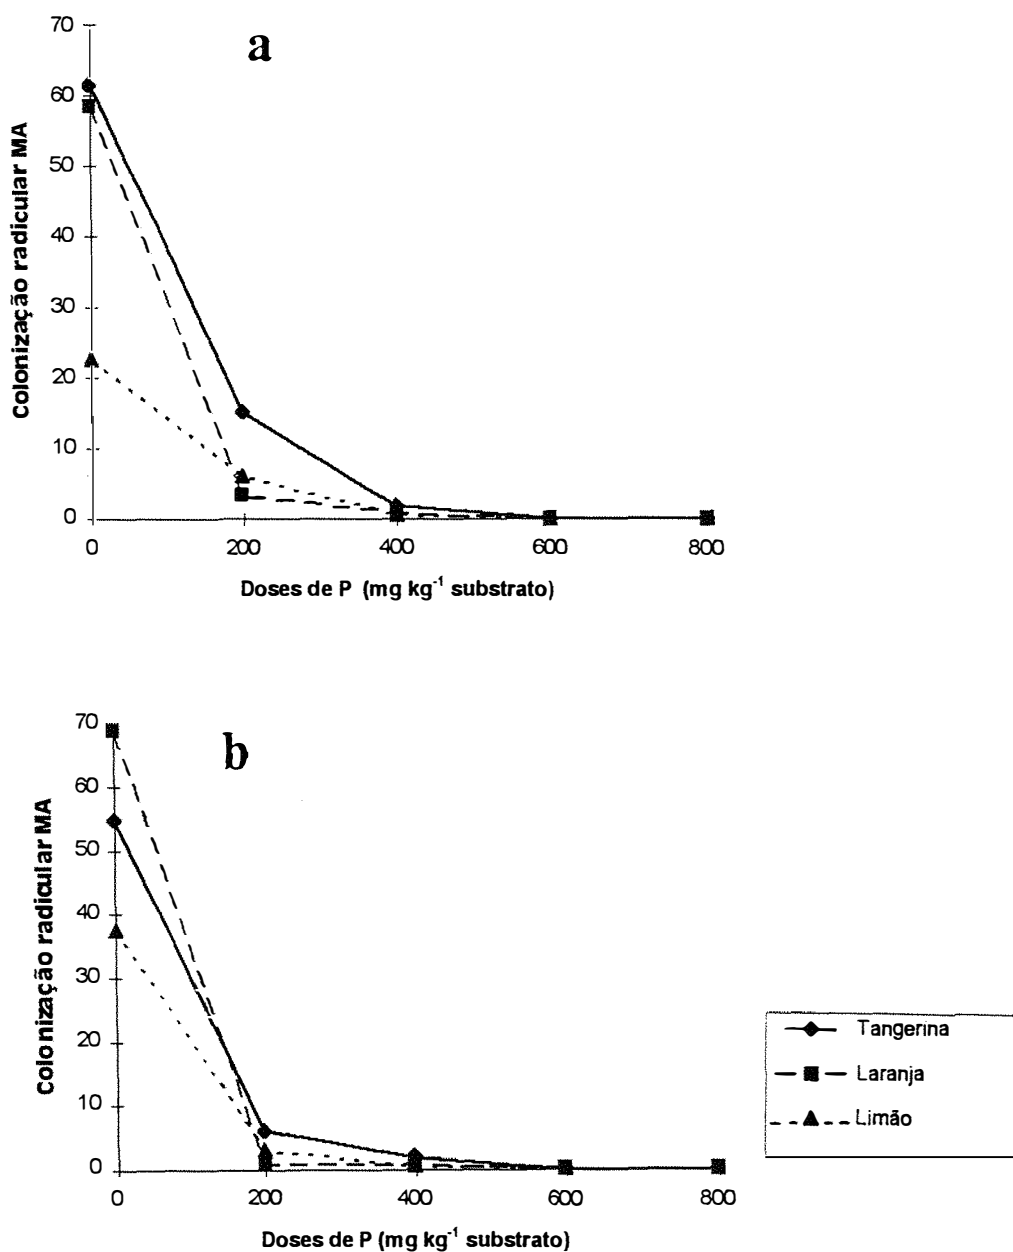 a
Colonização radicular MA
70
60
50
40
30
20
10
0
0 200 400 600 800
Doses de P (mg kg⁻¹ substrato)
b
Colonização radicular MA
70
60
50
40
30
20
10
0
0 200 400 600 800
Doses de P (mg kg⁻¹ substrato)
Tangerina
Laranja
Limão